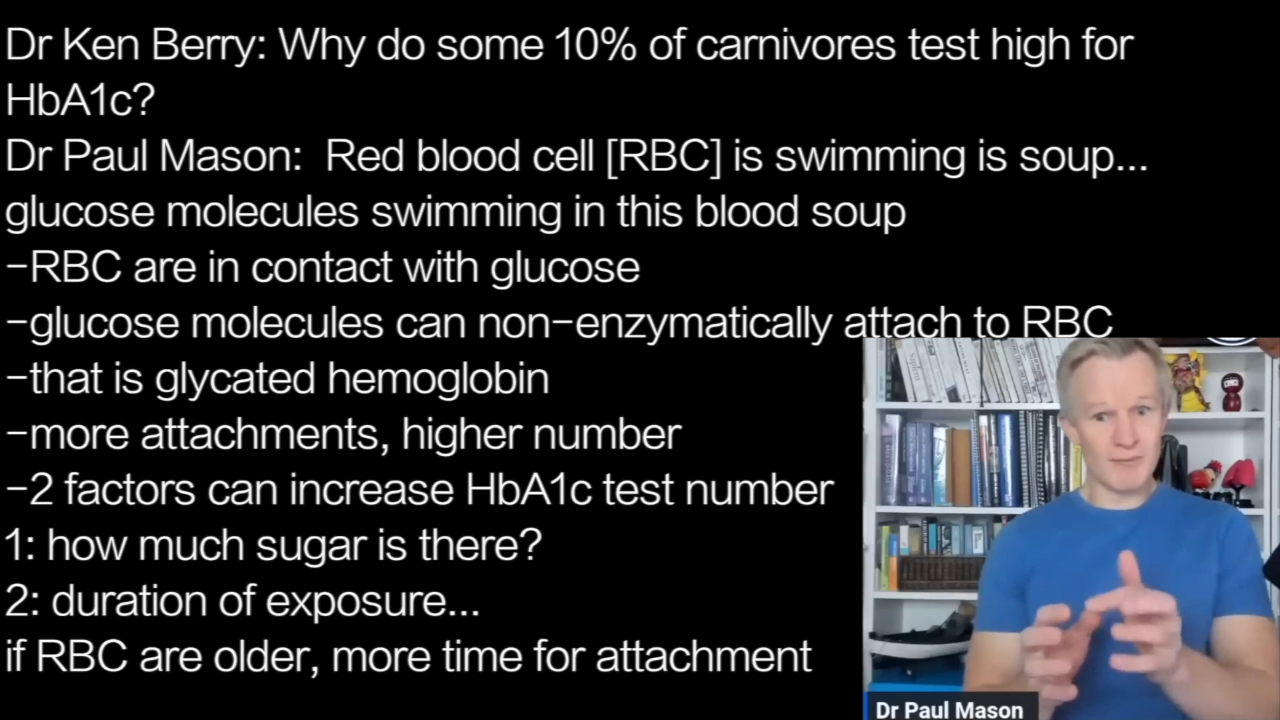 Dr Ken Berry: Why do some 10% of carnivores test high for
HbA1c?
Dr Paul Mason:  Red blood cell [RBC] is swimming is soup...
glucose molecules swimming in this blood soup
-RBC are in contact with glucose
-glucose molecules can non-enzymatically attach to RBC
-that is glycated hemoglobin
-more attachments, higher number
-2 factors can increase HbA1c test number
1: how much sugar is there?
2: duration of exposure...
if RBC are older, more time for attachment
Dr Paul Mason